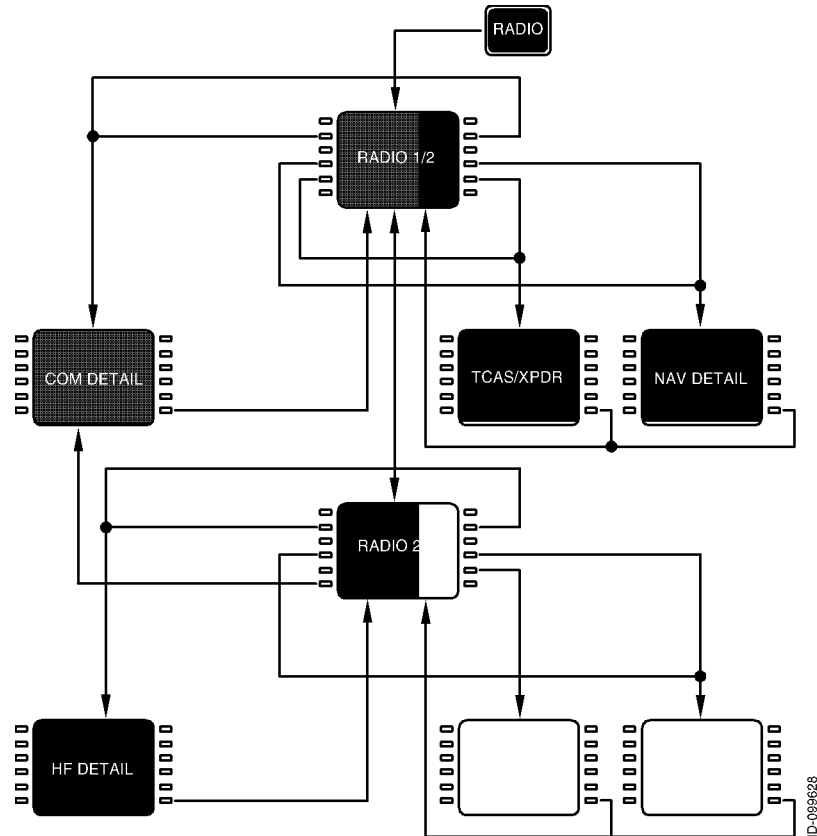 RADIO
RADIO 1/2
COM DETAIL
TCAS/XPDR
NAV DETAIL
RADIO 2
HF DETAIL
ID-099628